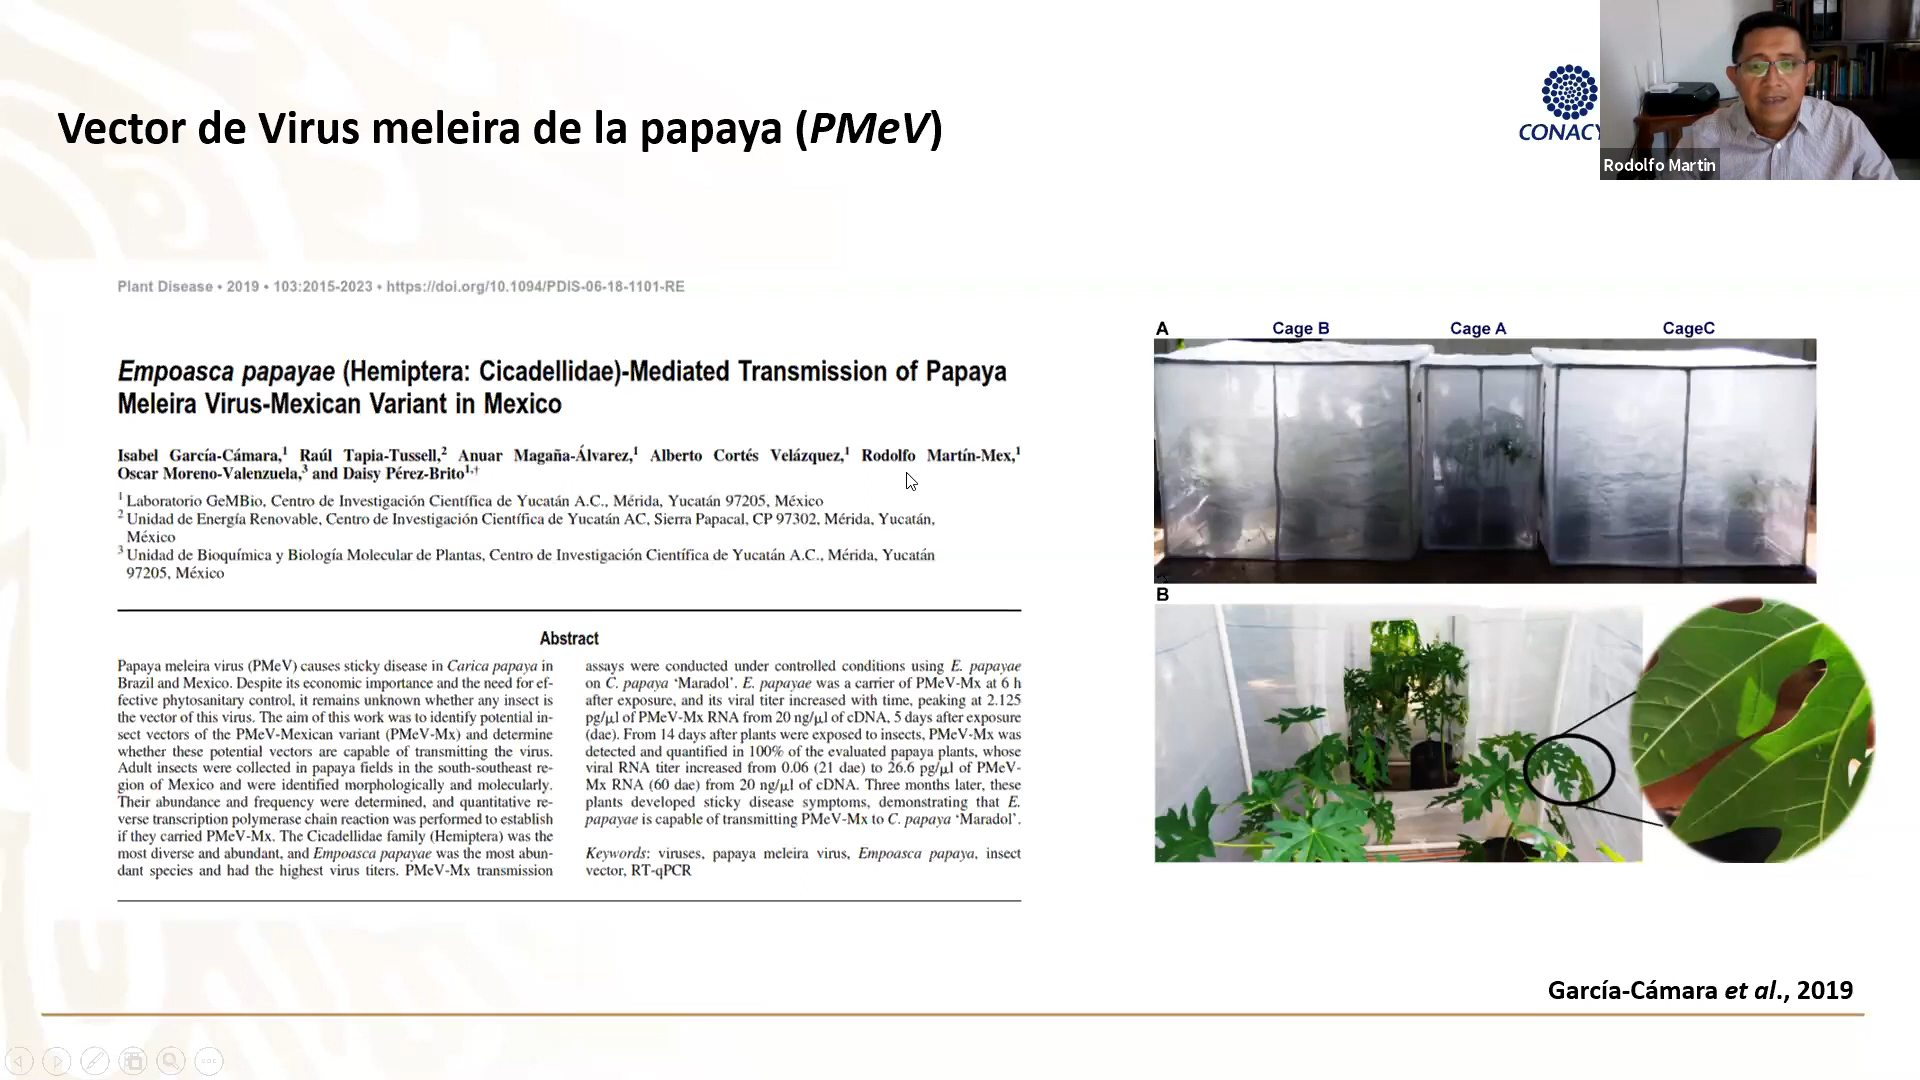 Vector de Virus meleira de la papaya (PMeV)
CONACY
Rodolfo Martin
Plant Disease • 2019 • 103:2015-2023 • https://doi.org/10.1094/PDIS-06-18-1101-RE
Empoasca papayae (Hemiptera: Cicadellidae)-Mediated Transmission of Papaya
Meleira Virus-Mexican Variant in Mexico
Isabel García-Cámara,1 Raúl Tapia-Tussell,2 Anuar Magaña-Álvarez,1 Alberto Cortés Velázquez,1 Rodolfo Martín-Mex,1
Oscar Moreno-Valenzuela,3 and Daisy Pérez-Brito1,†
1 Laboratorio GeMBio, Centro de Investigación Científica de Yucatán A.C., Mérida, Yucatán 97205, México
2 Unidad de Energía Renovable, Centro de Investigación Científica de Yucatán AC, Sierra Papacal, CP 97302, Mérida, Yucatán,
México
3 Unidad de Bioquímica y Biología Molecular de Plantas, Centro de Investigación Científica de Yucatán A.C., Mérida, Yucatán
97205, México
Abstract
Papaya meleira virus (PMeV) causes sticky disease in Carica papaya in
Brazil and Mexico. Despite its economic importance and the need for ef-
fective phytosanitary control, it remains unknown whether any insect is
the vector of this virus. The aim of this work was to identify potential in-
sect vectors of the PMeV-Mexican variant (PMeV-Mx) and determine
whether these potential vectors are capable of transmitting the virus.
Adult insects were collected in papaya fields in the south-southeast re-
gion of Mexico and were identified morphologically and molecularly.
Their abundance and frequency were determined, and quantitative re-
verse transcription polymerase chain reaction was performed to establish
if they carried PMeV-Mx. The Cicadellidae family (Hemiptera) was the
most diverse and abundant, and Empoasca papayae was the most abun-
dant species and had the highest virus titers. PMeV-Mx transmission
assays were conducted under controlled conditions using E. papayae
on C. papaya ‘Maradol’. E. papayae was a carrier of PMeV-Mx at 6 h
after exposure, and its viral titer increased with time, peaking at 2.125
pg/μl of PMeV-Mx RNA from 20 ng/μl of cDNA, 5 days after exposure
(dae). From 14 days after plants were exposed to insects, PMeV-Mx was
detected and quantified in 100% of the evaluated papaya plants, whose
viral RNA titer increased from 0.06 (21 dae) to 26.6 pg/μl of PMeV-
Mx RNA (60 dae) from 20 ng/μl of cDNA. Three months later, these
plants developed sticky disease symptoms, demonstrating that E.
papayae is capable of transmitting PMeV-Mx to C. papaya ‘Maradol’.
Keywords: viruses, papaya meleira virus, Empoasca papaya, insect
vector, RT-qPCR
A
Cage B
Cage A
CageC
B
García-Cámara et al., 2019